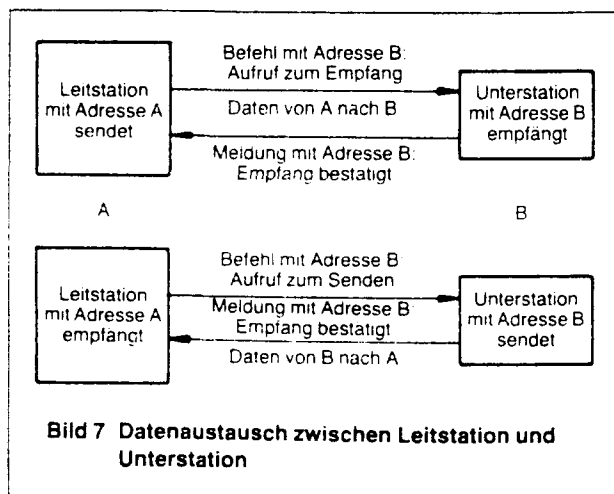 Befehl mit Adresse B:
Aufruf zum Empfang
Leitstation
mit Adresse A
sendet
Daten von A nach B
Unterstation
mit Adresse B
empfängt
Meldung mit Adresse B:
Empfang bestatigt
A
B
Befehl mit Adresse B:
Aufruf zum Senden
Leitstation
mit Adresse A
empfangt
Meldung mit Adresse B
Empfang bestatigt
Unterstation
mit Adresse B
sendet
Daten von B nach A
Bild 7 Datenaustausch zwischen Leitstation und
Unterstation